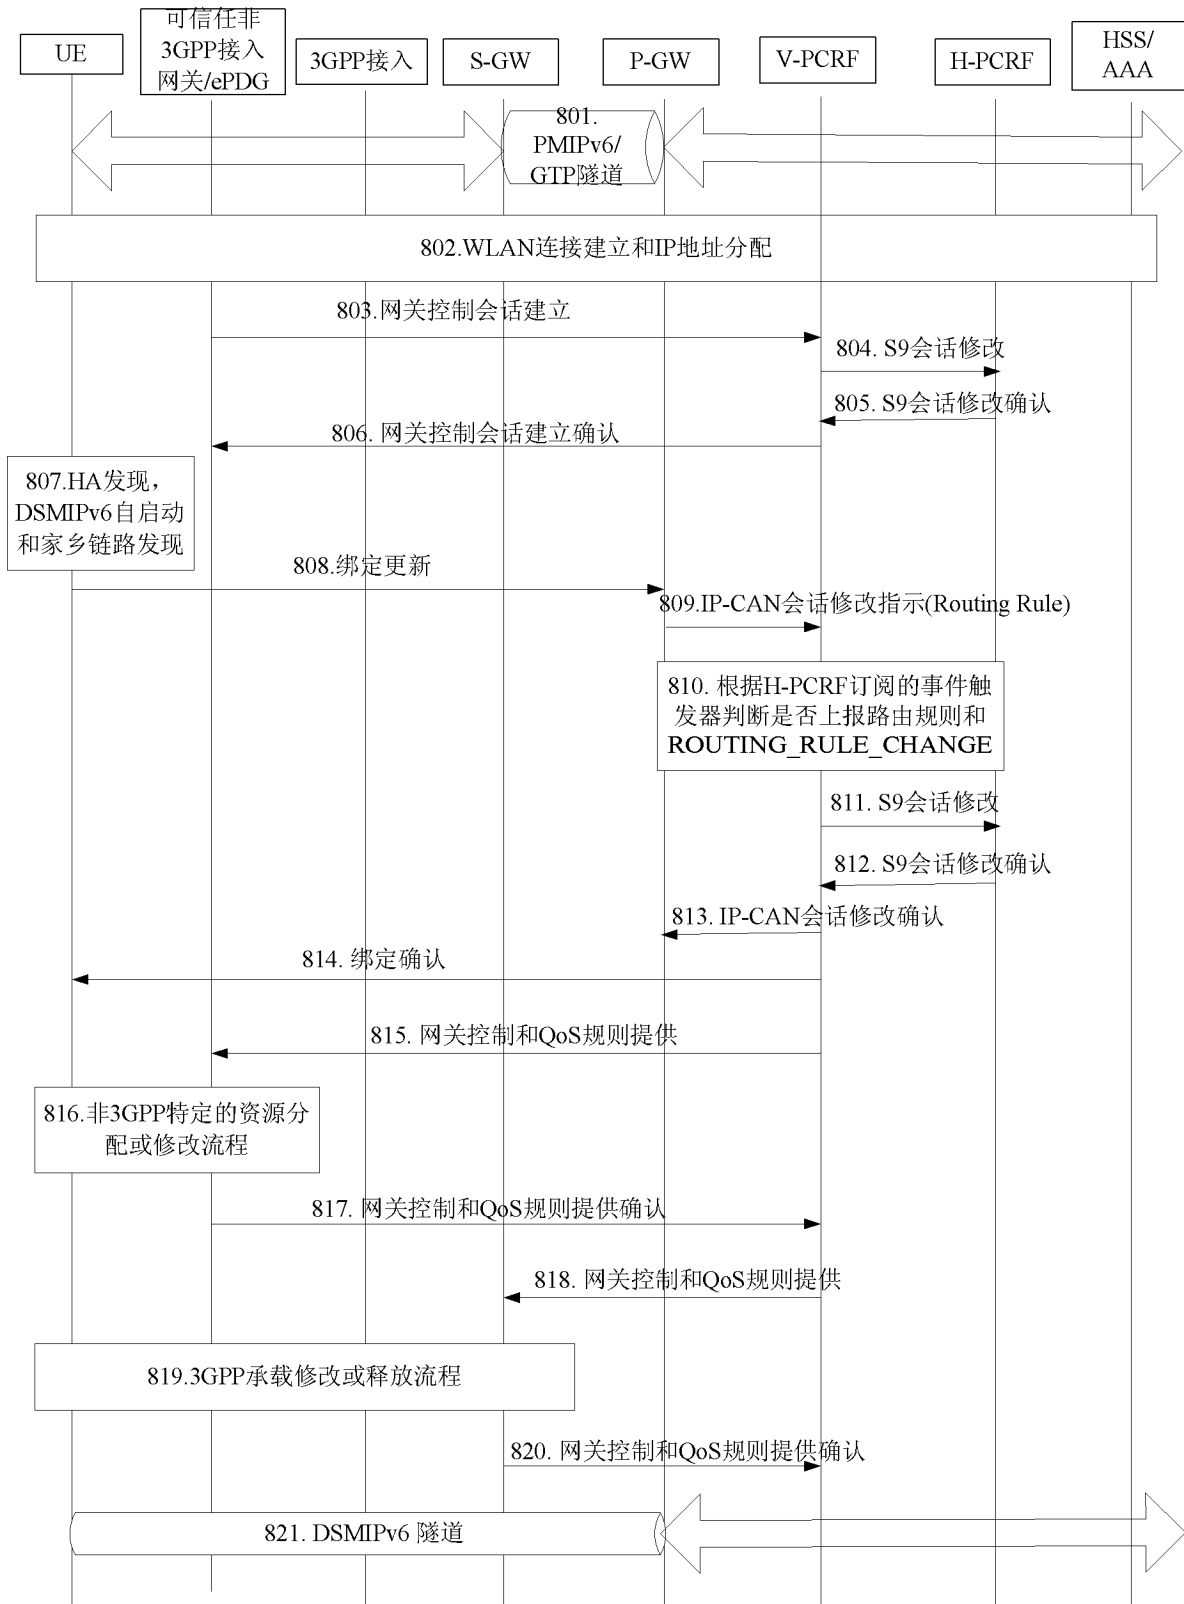 UE
可信任非
3GPP接入
网关/ePDG
3GPP接入
S-GW
P-GW
V-PCRF
H-PCRF
HSS/
AAA
801.
PMIPv6/
GTP隧道
802.WLAN连接建立和IP地址分配
803.网关控制会话建立
804. S9会话修改
805. S9会话修改确认
806. 网关控制会话建立确认
807.HA发现，
DSMIPv6自启动
和家乡链路发现
808.绑定更新
809.IP-CAN会话修改指示(Routing Rule)
810. 根据H-PCRF订阅的事件触
发器判断是否上报路由规则和
ROUTING_RULE_CHANGE
811. S9会话修改
812. S9会话修改确认
813. IP-CAN会话修改确认
814. 绑定确认
815. 网关控制和QoS规则提供
816.非3GPP特定的资源分
配或修改流程
817. 网关控制和QoS规则提供确认
818. 网关控制和QoS规则提供
819.3GPP承载修改或释放流程
820. 网关控制和QoS规则提供确认
821. DSMIPv6 隧道